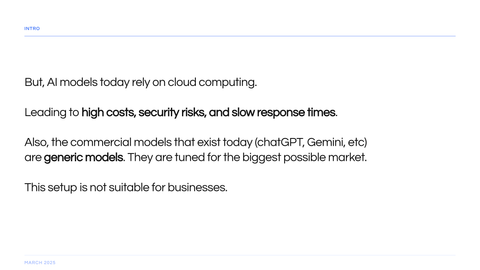 INTRO
But, AI models today rely on cloud computing.
Leading to high costs, security risks, and slow response times.
Also, the commercial models that exist today (chatGPT, Gemini, etc)
are generic models. They are tuned for the biggest possible market.
This setup is not suitable for businesses.
MARCH 2025